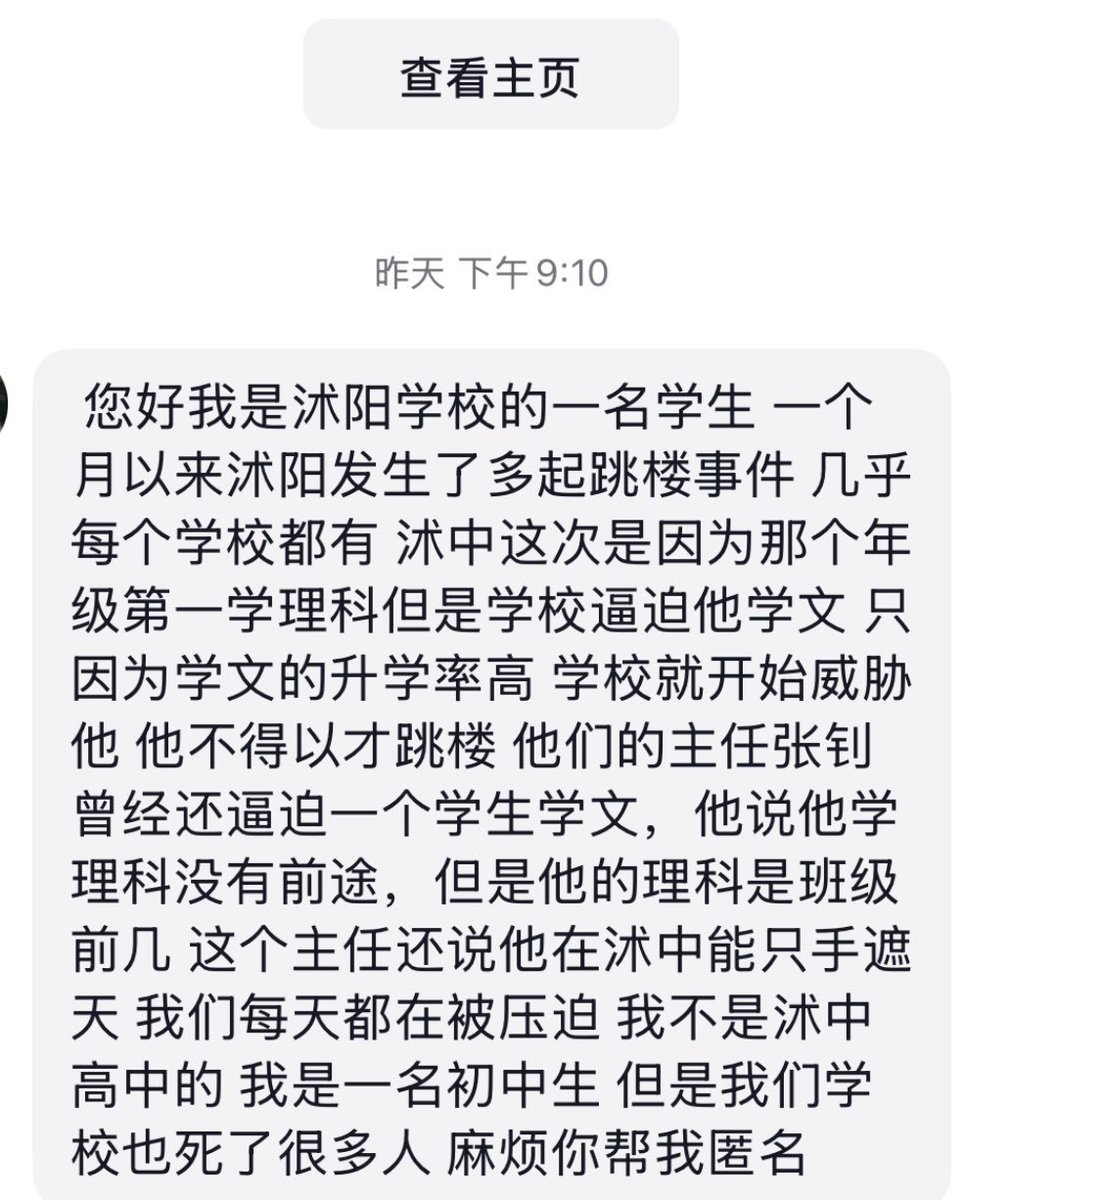 查看主页
昨天 下午9:10
您好我是沭阳学校的一名学生 一个
月以来沭阳发生了多起跳楼事件 几乎
每个学校都有 沭中这次是因为那个年
级第一学理科但是学校逼迫他学文 只
因为学文的升学率高 学校就开始威胁
他 他不得以才跳楼 他们的主任张钊
曾经还逼迫一个学生学文，他说他学
理科没有前途，但是他的理科是班级
前几 这个主任还说他在沭中能只手遮
天 我们每天都在被压迫 我不是沭中
高中的 我是一名初中生 但是我们学
校也死了很多人 麻烦你帮我匿名